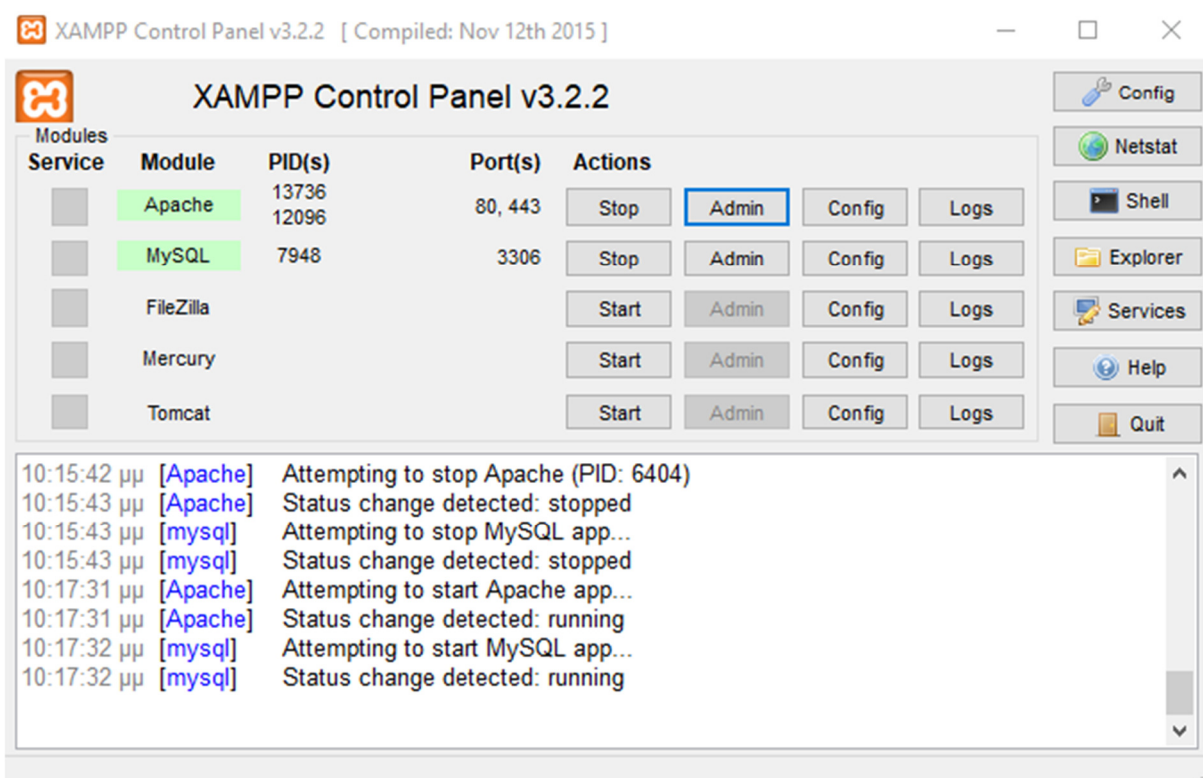 XAMPP Control Panel v3.2.2 [ Compiled: Nov 12th 2015 ]
XAMPP Control Panel v3.2.2
Config
Modules
Service Module PID(s) Port(s) Actions
Netstat
Apache 13736 12096 80, 443 Stop Admin Config Logs
Shell
MySQL 7948 3306 Stop Admin Config Logs
Explorer
FileZilla Start Admin Config Logs
Services
Mercury Start Admin Config Logs
Help
Tomcat Start Admin Config Logs
Quit
10:15:42 μμ [Apache] Attempting to stop Apache (PID: 6404)
10:15:43 μμ [Apache] Status change detected: stopped
10:15:43 μμ [mysql] Attempting to stop MySQL app...
10:15:43 μμ [mysql] Status change detected: stopped
10:17:31 μμ [Apache] Attempting to start Apache app...
10:17:31 μμ [Apache] Status change detected: running
10:17:32 μμ [mysql] Attempting to start MySQL app...
10:17:32 μμ [mysql] Status change detected: running